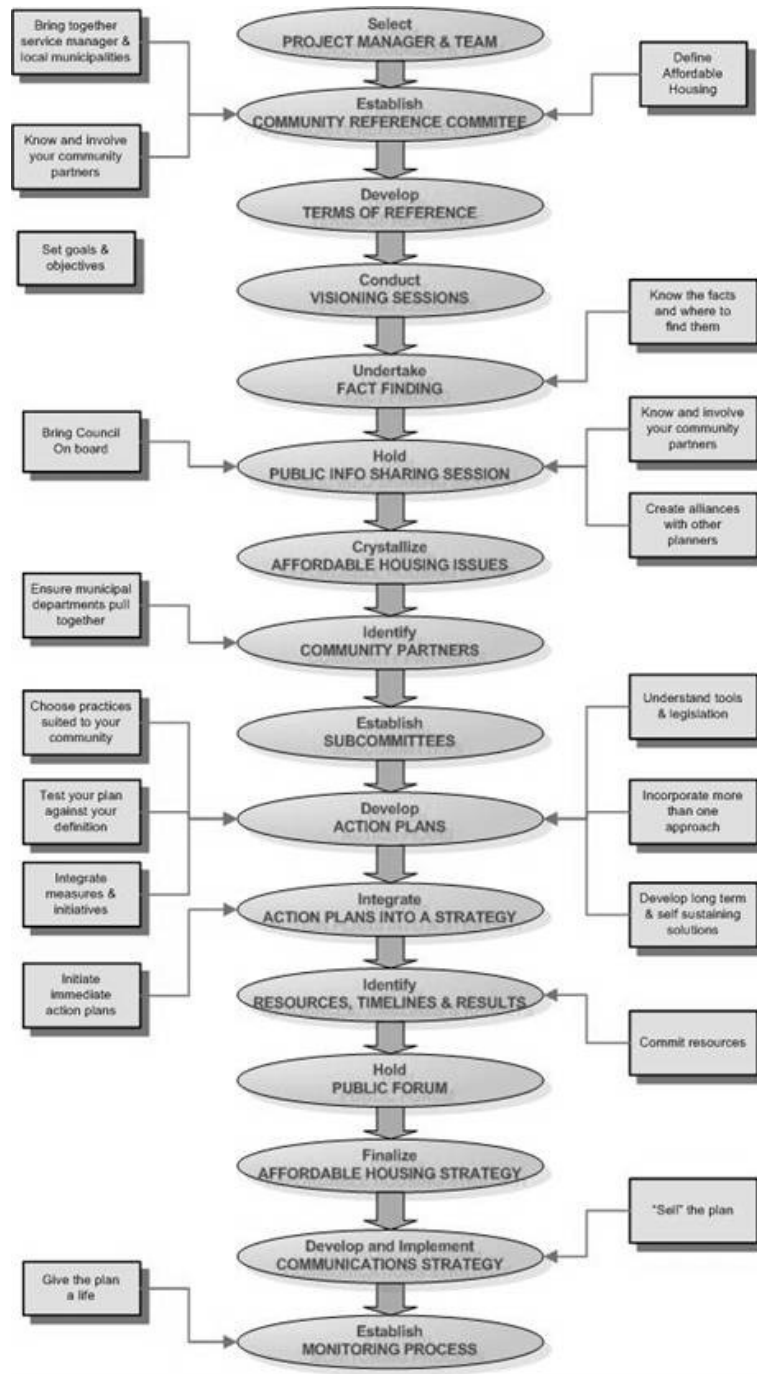 Bring together
service manager &
local municipalities
Select
PROJECT MANAGER & TEAM
Define
Affordable
Housing
Establish
COMMUNITY REFERENCE COMMITEE
Know and involve
your community
partners
Develop
TERMS OF REFERENCE
Set goals &
objectives
Conduct
VISIONING SESSIONS
Know the facts
and where to
find them
Undertake
FACT FINDING
Bring Council
On board
Know and involve
your community
partners
Hold
PUBLIC INFO SHARING SESSION
Create alliances
with other
planners
Crystallize
AFFORDABLE HOUSING ISSUES
Ensure municipal
departments pull
together
Identify
COMMUNITY PARTNERS
Choose practices
suited to your
community
Understand tools
& legislation
Establish
SUBCOMMITTEES
Test your plan
against your
definition
Incorporate more
than one
approach
Develop
ACTION PLANS
Integrate
measures &
initiatives
Develop long term
& self sustaining
solutions
Integrate
ACTION PLANS INTO A STRATEGY
Initiate
immediate
action plans
Identify
RESOURCES, TIMELINES & RESULTS
Commit resources
Hold
PUBLIC FORUM
Finalize
AFFORDABLE HOUSING STRATEGY
"Sell" the plan
Develop and Implement
COMMUNICATIONS STRATEGY
Give the plan
a life
Establish
MONITORING PROCESS